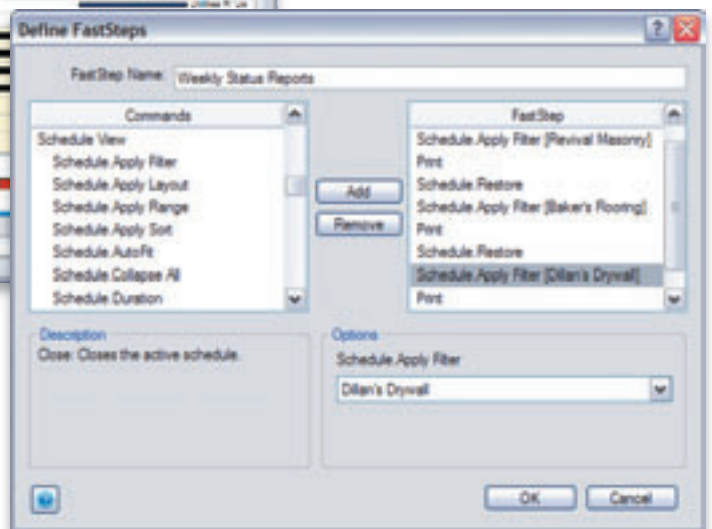 Define FastSteps
FastStep Name: Weekly Status Reports
Commands
Schedule View
Schedule.Apply Filter
Schedule.Apply Layout
Schedule.Apply Range
Schedule.Apply Sort
Schedule.AutoFit
Schedule.Collapse All
Schedule.Duration
Add
Remove
FastStep
Schedule.Apply Filter [Revival Masonry]
Print
Schedule.Restore
Schedule.Apply Filter [Baker's Flooring]
Print
Schedule.Restore
Schedule.Apply Filter [Dillan's Drywall]
Print
Description
Close: Closes the active schedule.
Options
Schedule.Apply Filter
Dillan's Drywall
OK
Cancel